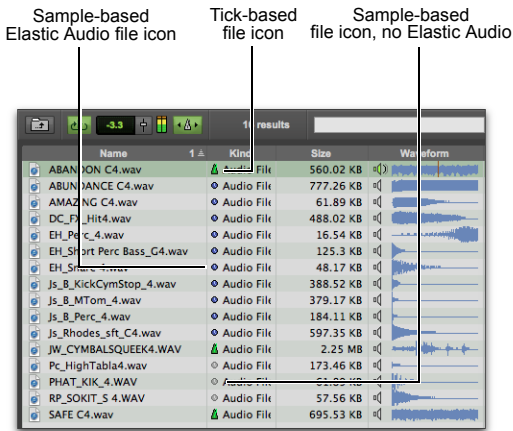 Sample-based
Elastic Audio file icon
Tick-based
file icon
Sample-based
file icon, no Elastic Audio
-3.3
results
Name 1 Kind Size Waveform
ABANDON C4.wav Audio File 560.02 KB
ABUNDANCE C4.wav Audio File 777.26 KB
AMAZING C4.wav Audio File 61.89 KB
DC_FX_Hit4.wav Audio File 488.02 KB
EH_Perc_4.wav Audio File 16.54 KB
EH_Short Perc Bass_G4.wav Audio File 125.3 KB
EH_Snare_4.wav Audio File 48.17 KB
Js_B_KickCymStop_4.wav Audio File 388.52 KB
Js_B_MTom_4.wav Audio File 379.17 KB
Js_B_Perc_4.wav Audio File 184.11 KB
Js_Rhodes_sft_C4.wav Audio File 597.35 KB
JW_CYMBALSQUEEK4.WAV Audio File 2.25 MB
Pc_HighTabla4.wav Audio File 173.46 KB
PHAT_KIK_4.WAV Audio File KB
RP_SOKIT_S 4.WAV Audio File 57.56 KB
SAFE C4.wav Audio File 695.53 KB